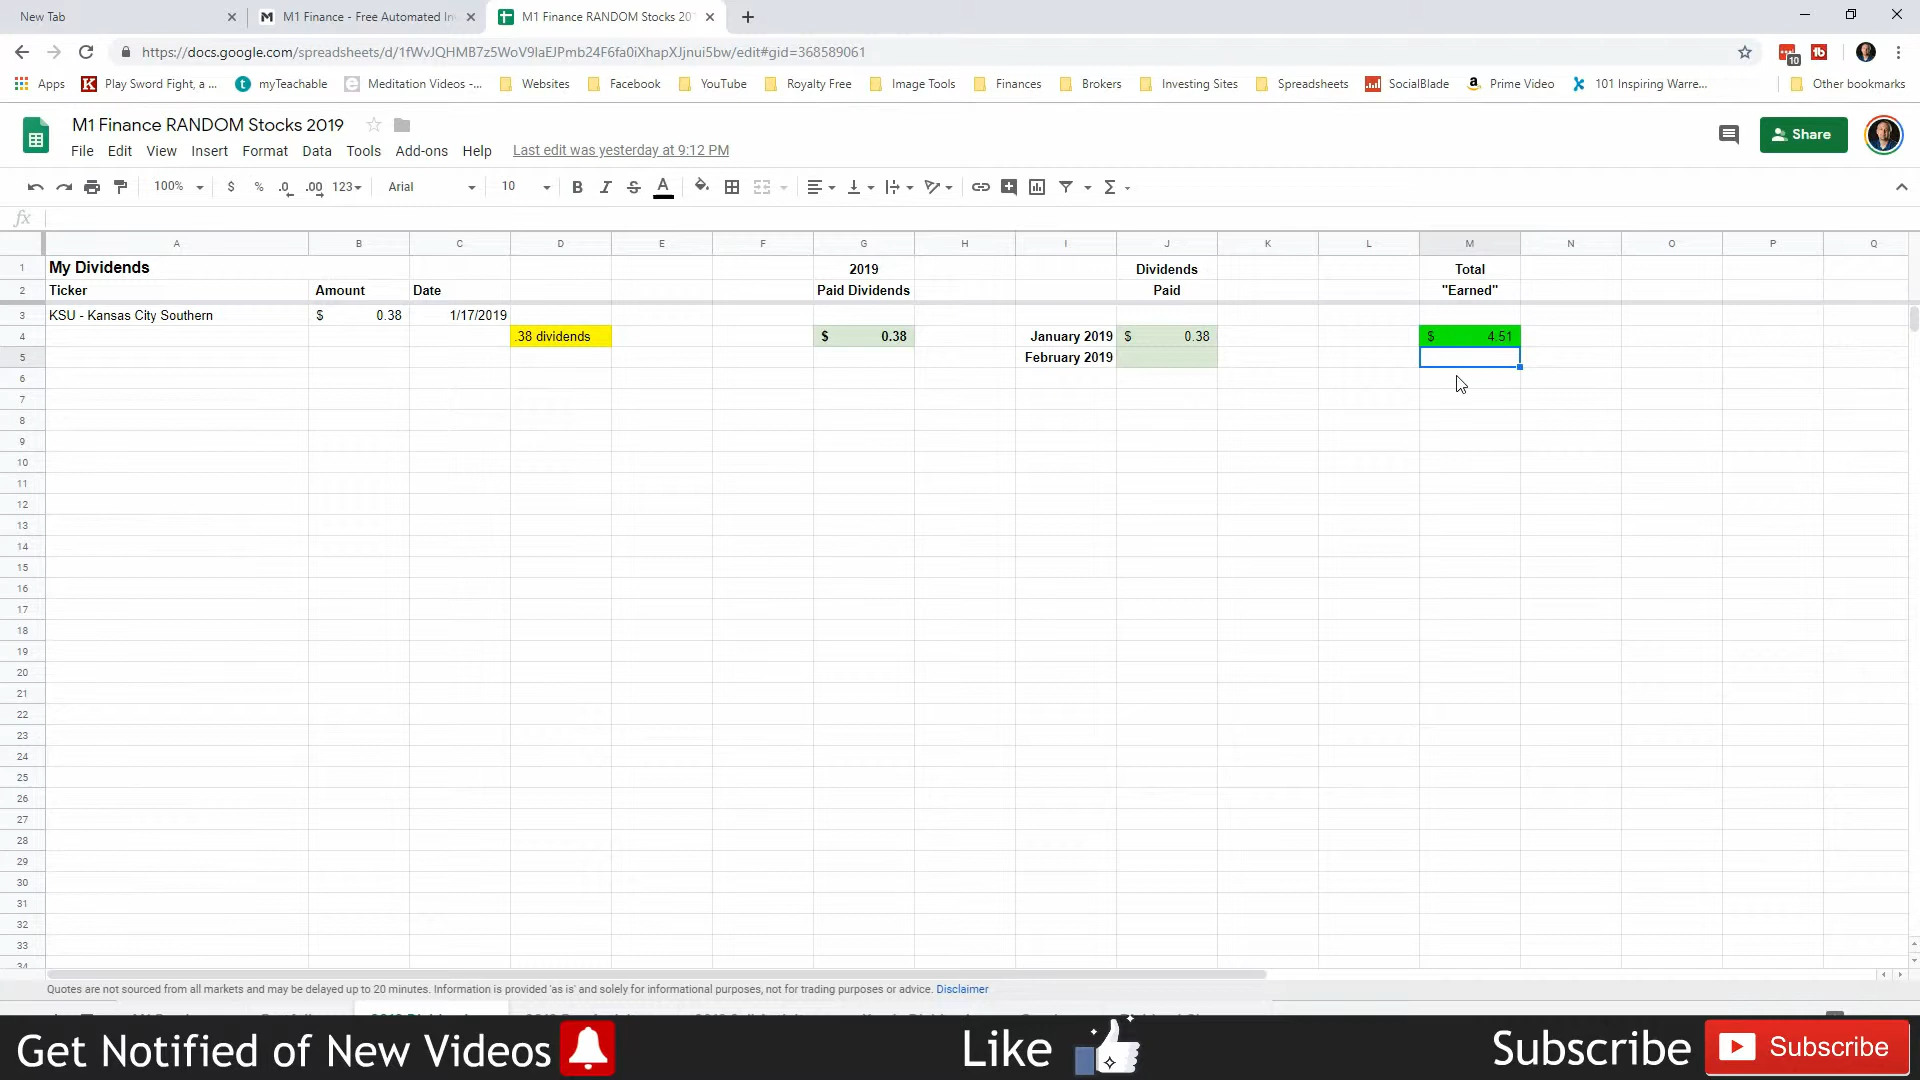 New Tab
M1 Finance - Free Automated In
M1 Finance RANDOM Stocks 201
https://docs.google.com/spreadsheets/d/1fWvJQHMB7z5WoV9laEJPmb24F6fa0iXhapXJjnui5bw/edit#gid=368589061
10
Apps
Play Sword Fight, a ...
myTeachable
Meditation Videos -...
Websites
Facebook
YouTube
Royalty Free
Image Tools
Finances
Brokers
Investing Sites
Spreadsheets
SocialBlade
Prime Video
101 Inspiring Warre...
Other bookmarks
M1 Finance RANDOM Stocks 2019
Share
File Edit View Insert Format Data Tools Add-ons Help Last edit was yesterday at 9:12 PM
100% $ % .0 .00 123 Arial 10 B I S A
fx
A B C D E F G H I J K L M N O P Q
1 My Dividends 2019 Dividends Total
2 Ticker Amount Date Paid Dividends Paid "Earned"
3 KSU - Kansas City Southern $ 0.38 1/17/2019
4 .38 dividends $ 0.38 January 2019 $ 0.38 $ 4.51
5 February 2019
6
7
8
9
10
11
12
13
14
15
16
17
18
19
20
21
22
23
24
25
26
27
28
29
30
31
32
33
34
Quotes are not sourced from all markets and may be delayed up to 20 minutes. Information is provided 'as is' and solely for informational purposes, not for trading purposes or advice. Disclaimer
Get Notified of New Videos
Like
Subscribe
Subscribe